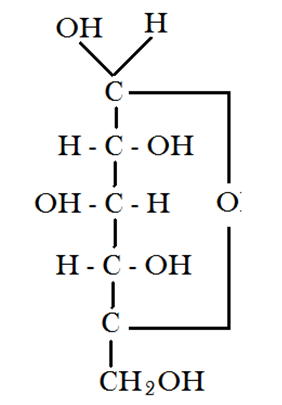 OH H
C
H - C - OH
OH - C - H O
H - C - OH
C
CH₂OH